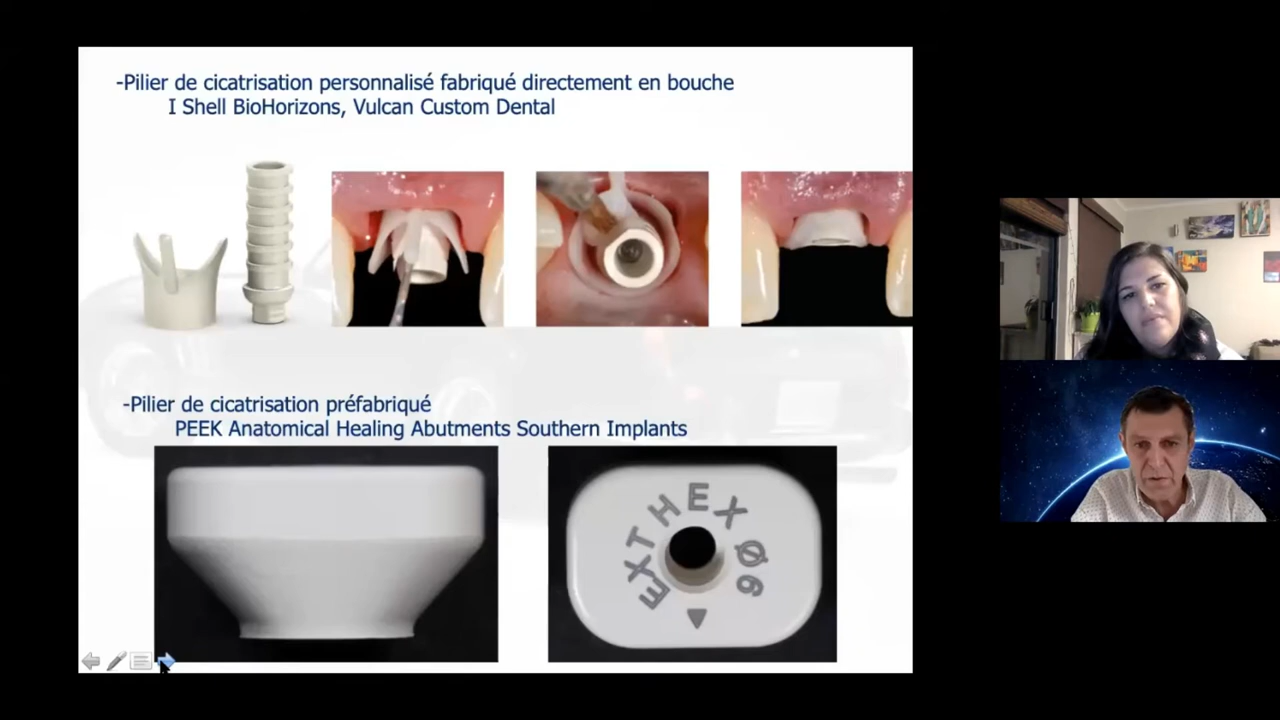 -Pilier de cicatrisation personnalisé fabriqué directement en bouche
I Shell BioHorizons, Vulcan Custom Dental
-Pilier de cicatrisation préfabriqué
PEEK Anatomical Healing Abutments Southern Implants
EXTHEX
Ø6